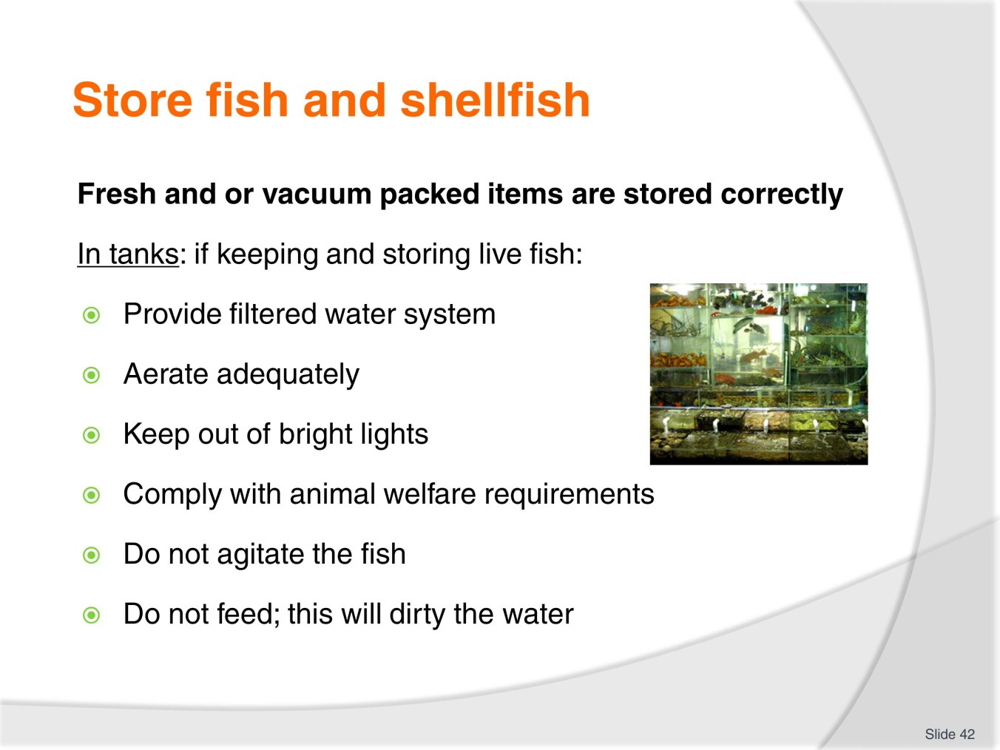 Store fish and shellfish
Fresh and or vacuum packed items are stored correctly
In tanks: if keeping and storing live fish:
Provide filtered water system
Aerate adequately
Keep out of bright lights
Comply with animal welfare requirements
Do not agitate the fish
Do not feed; this will dirty the water
Slide 42